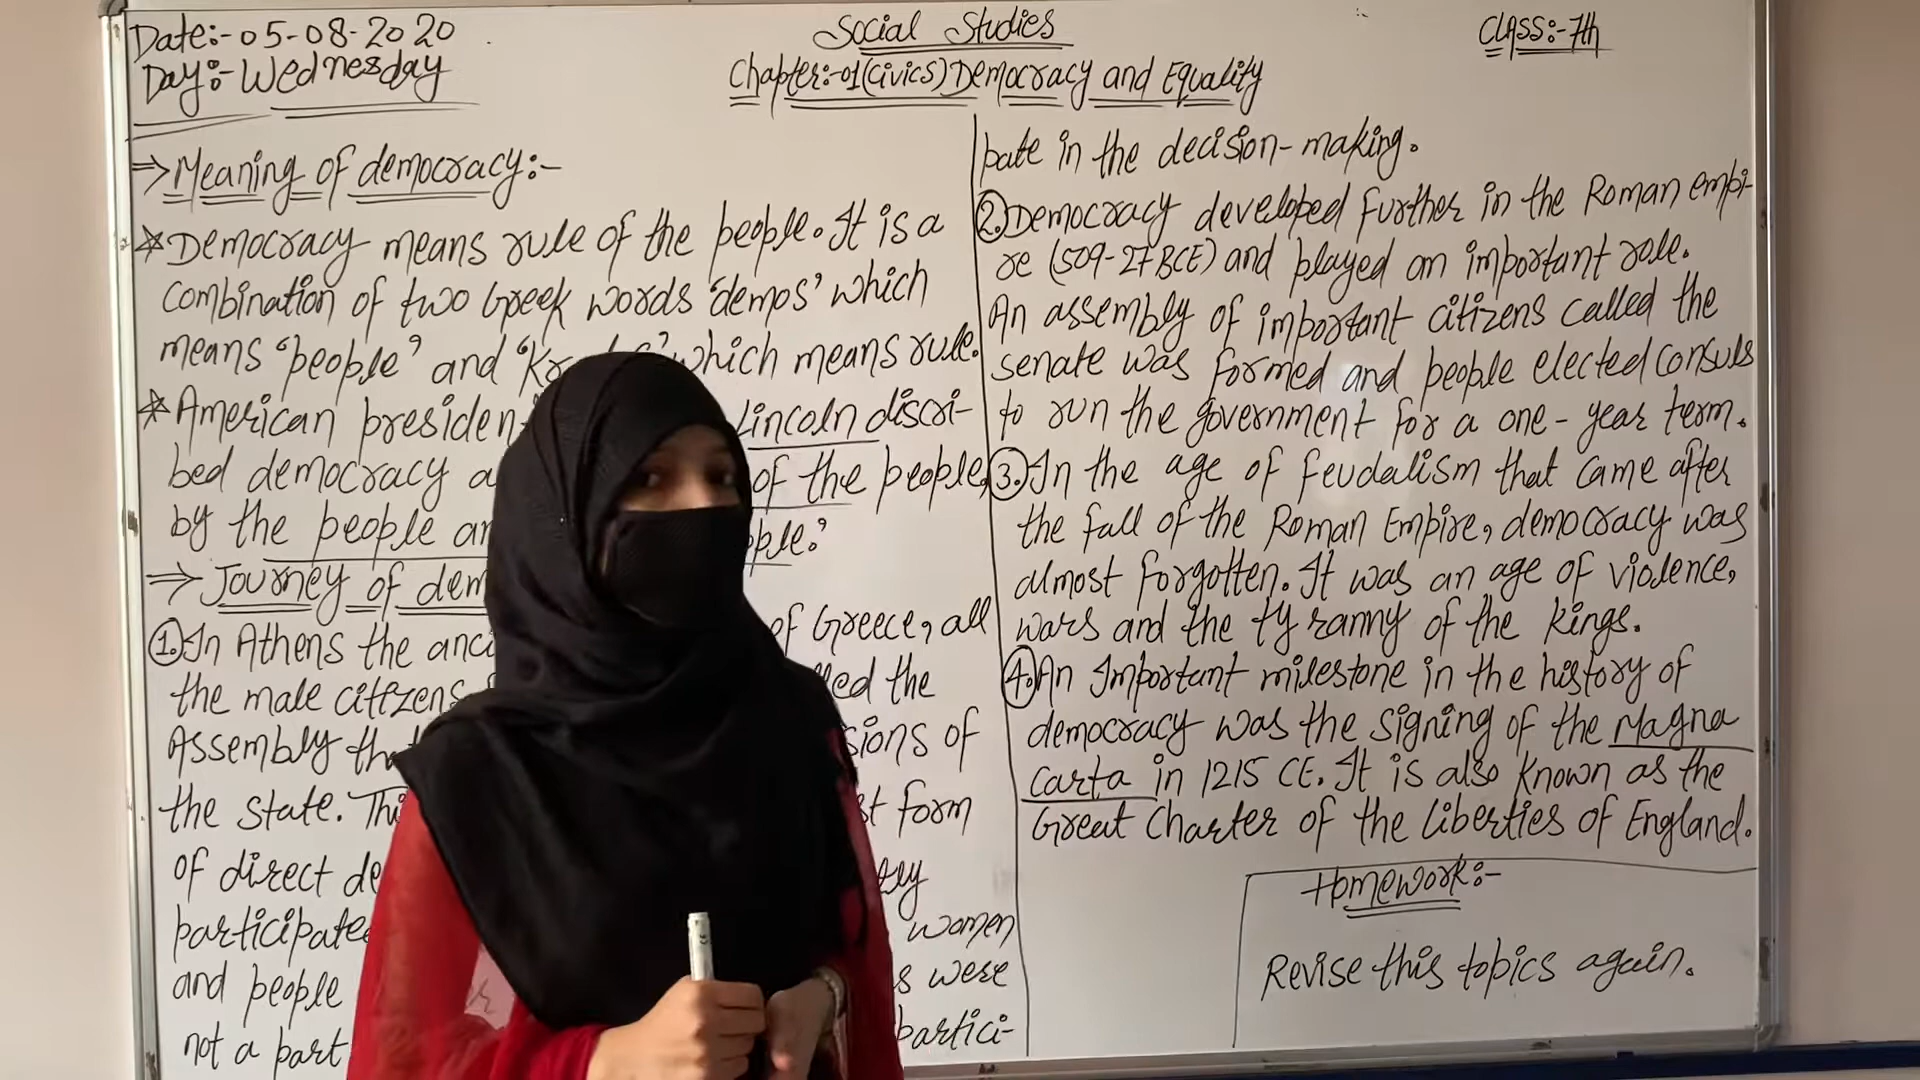 Date:-05-08-2020
Day:-Wednesday
Social Studies
Chapter:-01(Civics) Democracy and Equality
CLASS:-7th
⇒ Meaning of democracy:-
* Democracy means rule of the people. It is a
combination of two Greek words 'demos' which
means 'people' and which means rule.
* American Lincoln discri-
bed democracy of the people,
by the people
⇒ Journey of
1. In Athens the of Greece, all
the male citizens the
Assembly of
the state. form
of direct
participate women
and people were
not a part partici-
pate in the decision-making.
2. Democracy developed further in the Roman empi-
re (509-27 BCE) and played an important role.
An assembly of important citizens called the
senate was formed and people elected consuls
to run the government for a one-year term.
3. In the age of feudalism that came after
the fall of the Roman Empire, democracy was
almost forgotten. It was an age of violence,
wars and the tyranny of the kings.
4. An Important milestone in the history of
democracy was the signing of the Magna
Carta in 1215 CE. It is also known as the
Great Charter of the liberties of England.
Homework:-
Revise this topics again.